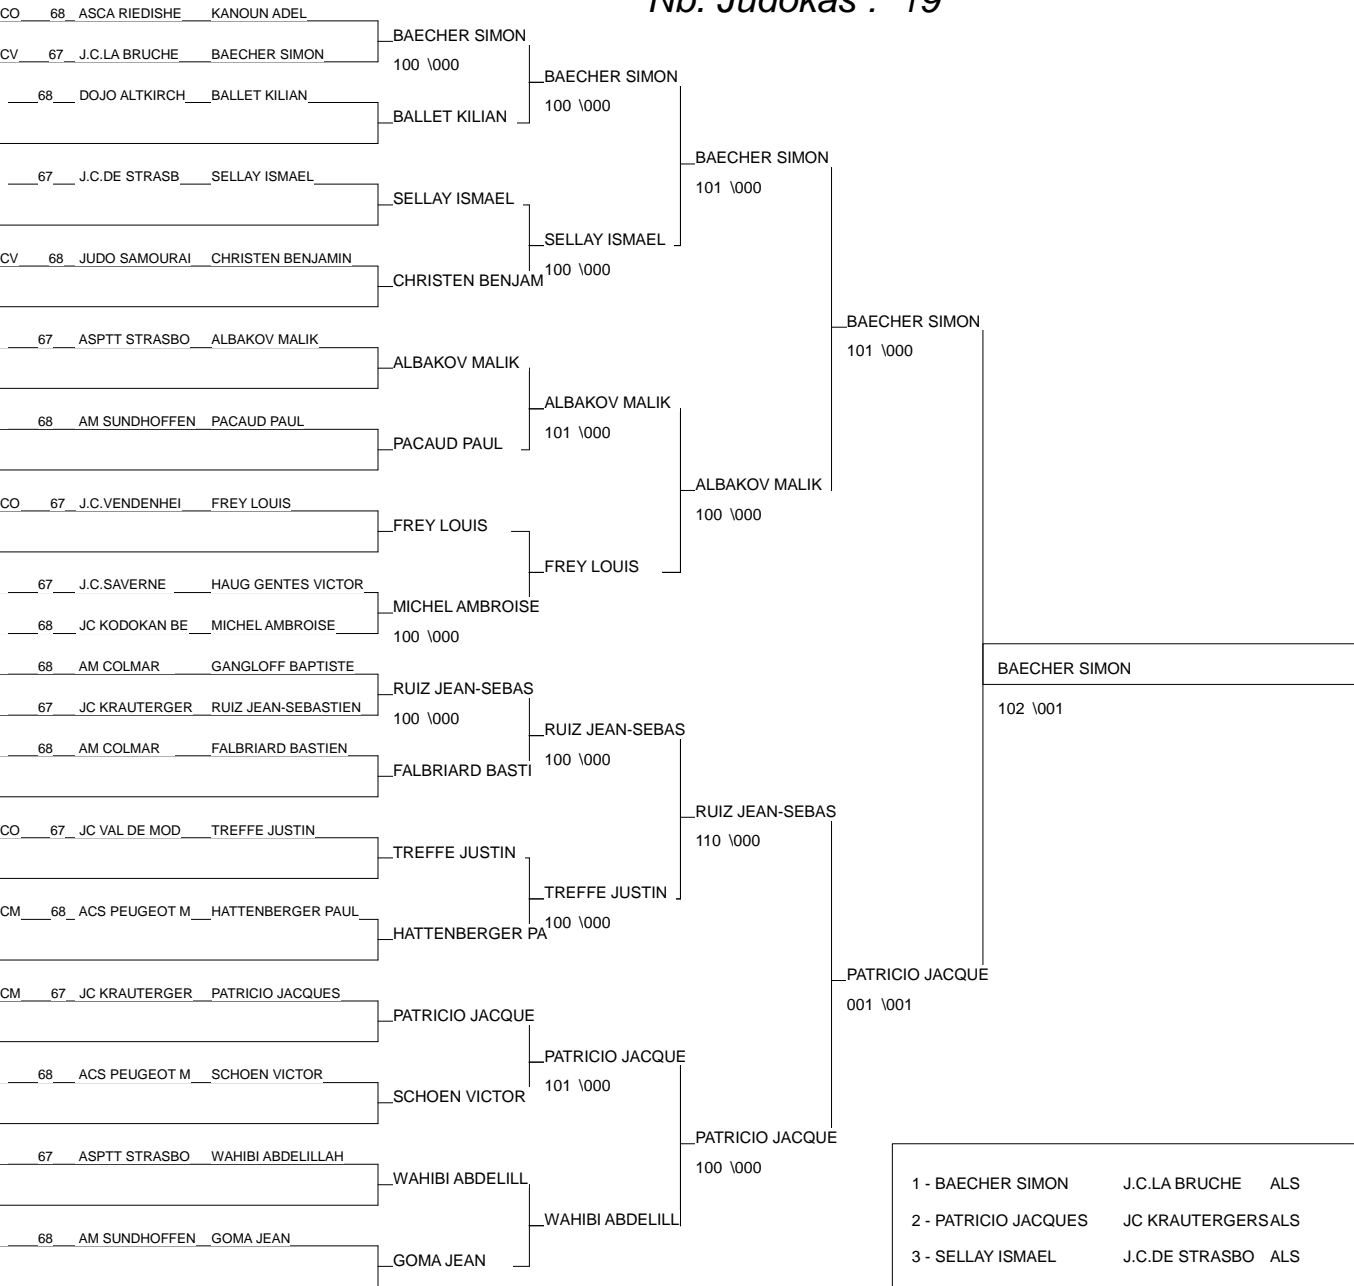 Nb. Judokas : 19
CO 68 ASCA RIEDISHE KANOUN ADEL
BAECHER SIMON
CV 67 J.C.LA BRUCHE BAECHER SIMON
100 \000
BAECHER SIMON
68 DOJO ALTKIRCH BALLET KILIAN
100 \000
BALLET KILIAN
BAECHER SIMON
67 J.C.DE STRASB SELLAY ISMAEL
101 \000
SELLAY ISMAEL
SELLAY ISMAEL
CV 68 JUDO SAMOURAI CHRISTEN BENJAMIN
100 \000
CHRISTEN BENJAM
BAECHER SIMON
67 ASPTT STRASBO ALBAKOV MALIK
101 \000
ALBAKOV MALIK
ALBAKOV MALIK
68 AM SUNDHOFFEN PACAUD PAUL
101 \000
PACAUD PAUL
ALBAKOV MALIK
CO 67 J.C.VENDENHEI FREY LOUIS
100 \000
FREY LOUIS
FREY LOUIS
67 J.C.SAVERNE HAUG GENTES VICTOR
MICHEL AMBROISE
68 JC KODOKAN BE MICHEL AMBROISE
100 \000
68 AM COLMAR GANGLOFF BAPTISTE
BAECHER SIMON
RUIZ JEAN-SEBAS
67 JC KRAUTERGER RUIZ JEAN-SEBASTIEN
102 \001
100 \000
RUIZ JEAN-SEBAS
68 AM COLMAR FALBRIARD BASTIEN
100 \000
FALBRIARD BASTI
RUIZ JEAN-SEBAS
CO 67 JC VAL DE MOD TREFFE JUSTIN
110 \000
TREFFE JUSTIN
TREFFE JUSTIN
CM 68 ACS PEUGEOT M HATTENBERGER PAUL
100 \000
HATTENBERGER PA
PATRICIO JACQUE
CM 67 JC KRAUTERGER PATRICIO JACQUES
001 \001
PATRICIO JACQUE
PATRICIO JACQUE
68 ACS PEUGEOT M SCHOEN VICTOR
101 \000
SCHOEN VICTOR
PATRICIO JACQUE
67 ASPTT STRASBO WAHIBI ABDELILLAH
100 \000
WAHIBI ABDELILL
WAHIBI ABDELILL
68 AM SUNDHOFFEN GOMA JEAN
GOMA JEAN
1 - BAECHER SIMON J.C.LA BRUCHE ALS
2 - PATRICIO JACQUES JC KRAUTERGERS ALS
3 - SELLAY ISMAEL J.C.DE STRASBO ALS